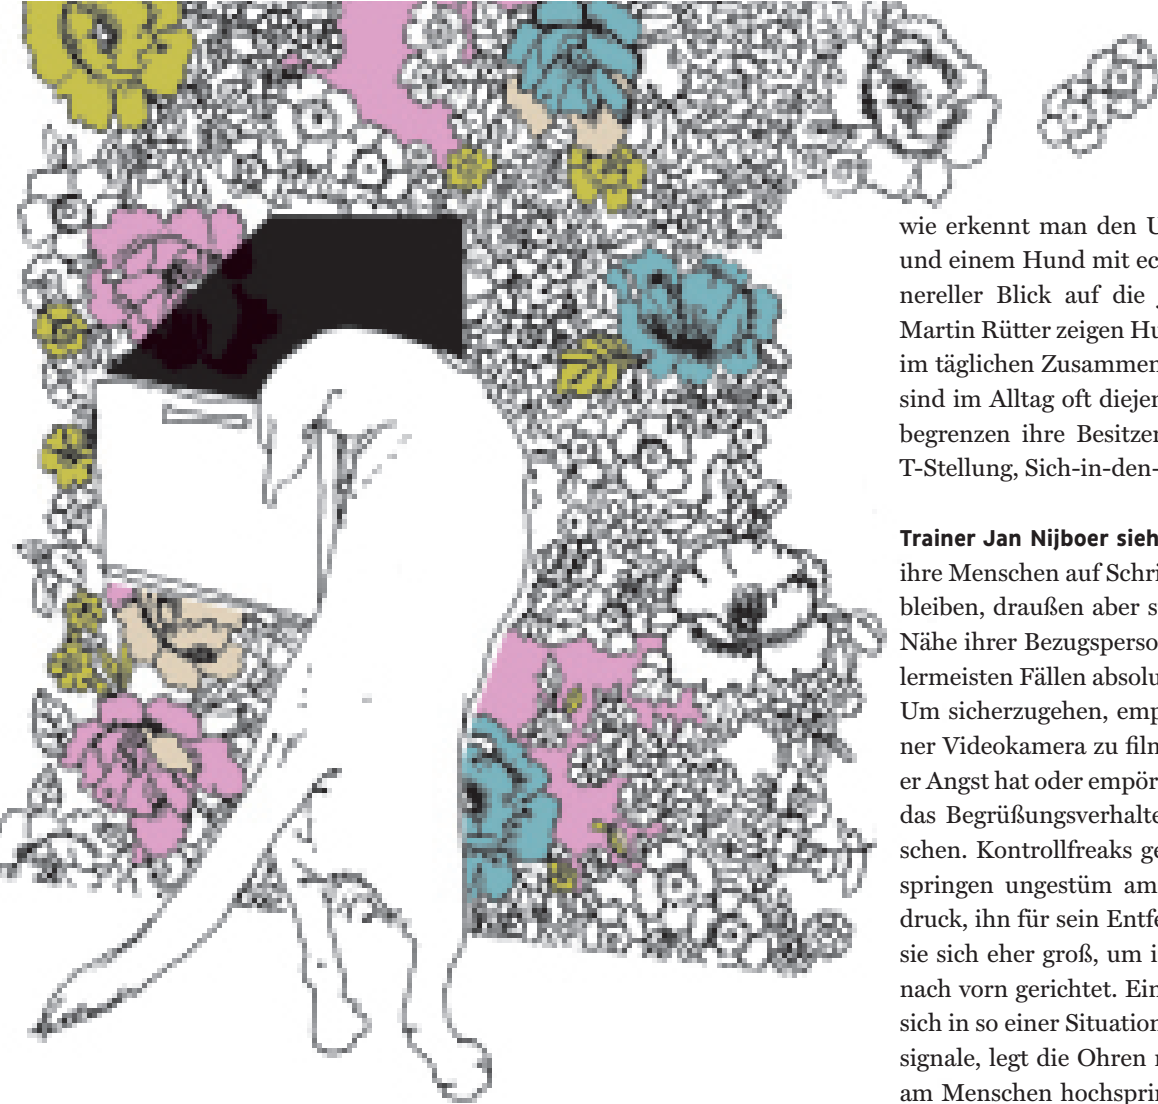 wie erkennt man den U
und einem Hund mit ec
nereller Blick auf die
Martin Rütter zeigen Hu
im täglichen Zusammen
sind im Alltag oft diejen
begrenzen ihre Besitzer
T-Stellung, Sich-in-den-
Trainer Jan Nijboer sieh
ihre Menschen auf Schri
bleiben, draußen aber s
Nähe ihrer Bezugsperso
lermeisten Fällen absolu
Um sicherzugehen, emp
ner Videokamera zu film
er Angst hat oder empör
das Begrüßungsverhalte
schen. Kontrollfreaks ge
springen ungestüm am
druck, ihn für sein Entfe
sie sich eher groß, um i
nach vorn gerichtet. Ein
sich in so einer Situation
signale, legt die Ohren
am Menschen hochsprin